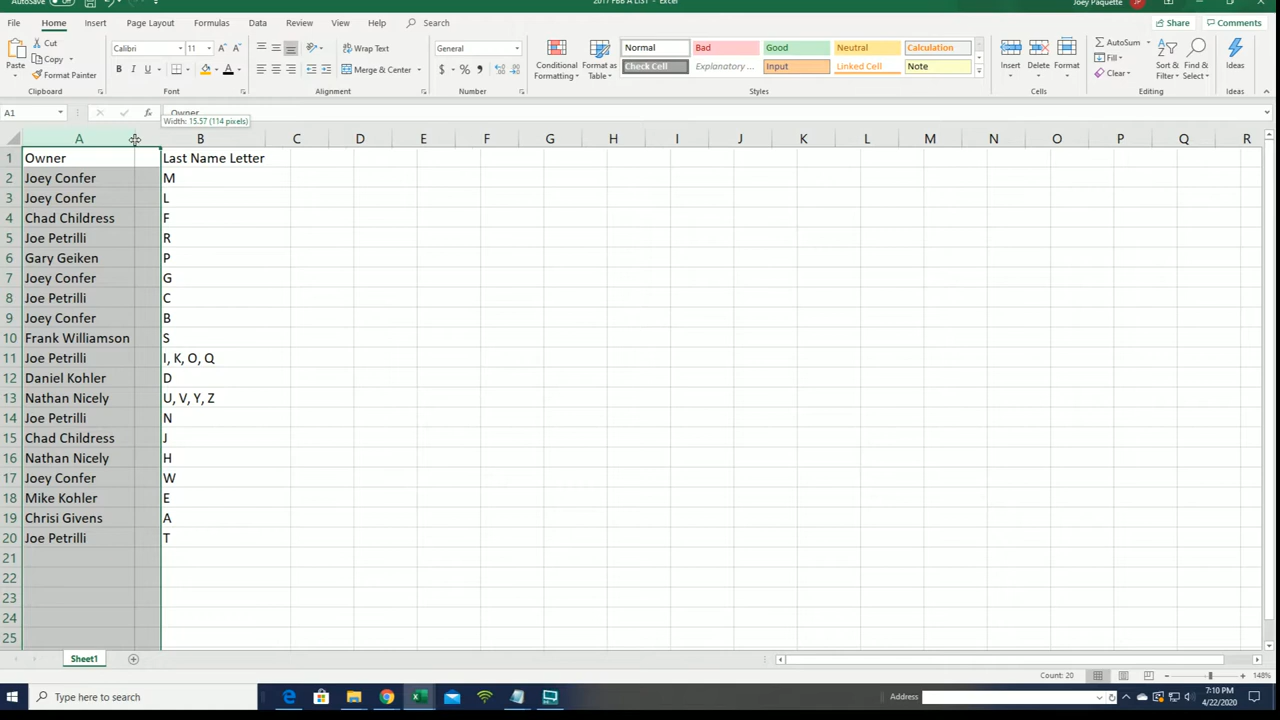 AutoSave Off
2017 FBB A LIST - Excel
Joey Paquette JP
File Home Insert Page Layout Formulas Data Review View Help Search Share Comments
Paste Cut Copy Format Painter Clipboard
Calibri 11 A A B I U A Font
Wrap Text Merge & Center Alignment
General $ % Number
Conditional Formatting Format as Table
Normal Bad Good Neutral Calculation
Check Cell Explanatory ... Input Linked Cell Note
Styles
Insert Delete Format Cells
AutoSum Fill Clear Sort & Filter Find & Select Editing
Ideas Ideas
A1 fx Owner
Width: 15.57 (114 pixels)
A B C D E F G H I J K L M N O P Q R
1 Owner Last Name Letter
2 Joey Confer M
3 Joey Confer L
4 Chad Childress F
5 Joe Petrilli R
6 Gary Geiken P
7 Joey Confer G
8 Joe Petrilli C
9 Joey Confer B
10 Frank Williamson S
11 Joe Petrilli I, K, O, Q
12 Daniel Kohler D
13 Nathan Nicely U, V, Y, Z
14 Joe Petrilli N
15 Chad Childress J
16 Nathan Nicely H
17 Joey Confer W
18 Mike Kohler E
19 Chrisi Givens A
20 Joe Petrilli T
21
22
23
24
25
Sheet1
Count: 20 148%
Type here to search
Address
7:10 PM
4/22/2020